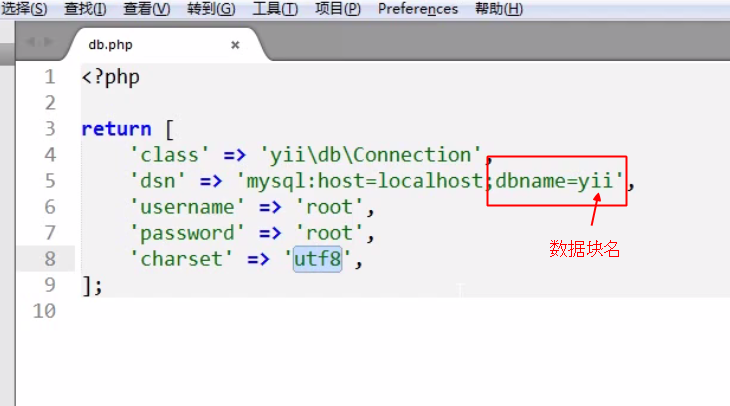 选择(S) 查找(I) 查看(V) 转到(G) 工具(T) 项目(P) Preferences 帮助(H)
db.php ×
1 <?php
2
3 return [
4 'class' => 'yii\db\Connection',
5 'dsn' => 'mysql:host=localhost;dbname=yii',
6 'username' => 'root',
7 'password' => 'root',
8 'charset' => 'utf8',
9 ];
10
数据块名